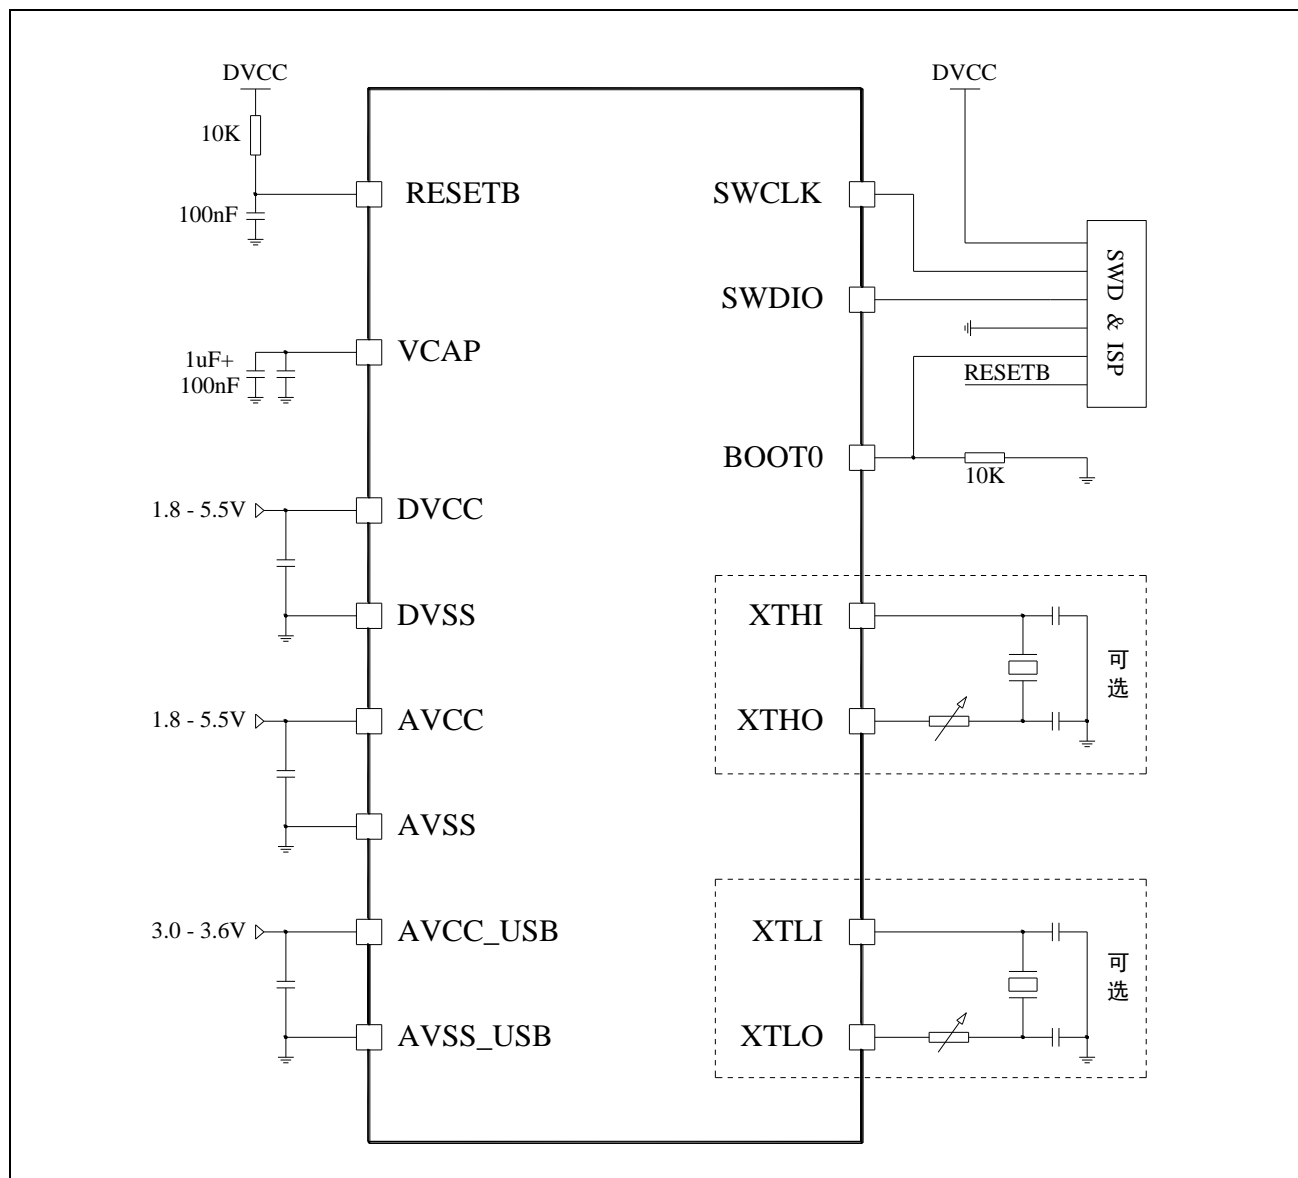 DVCC
10K
RESETB
100nF
VCAP
1uF+
100nF
1.8 - 5.5V
DVCC
DVSS
1.8 - 5.5V
AVCC
AVSS
3.0 - 3.6V
AVCC_USB
AVSS_USB
DVCC
SWCLK
SWDIO
SWD & ISP
RESETB
BOOT0
10K
XTHI
XTHO
可
选
XTLI
XTLO
可
选